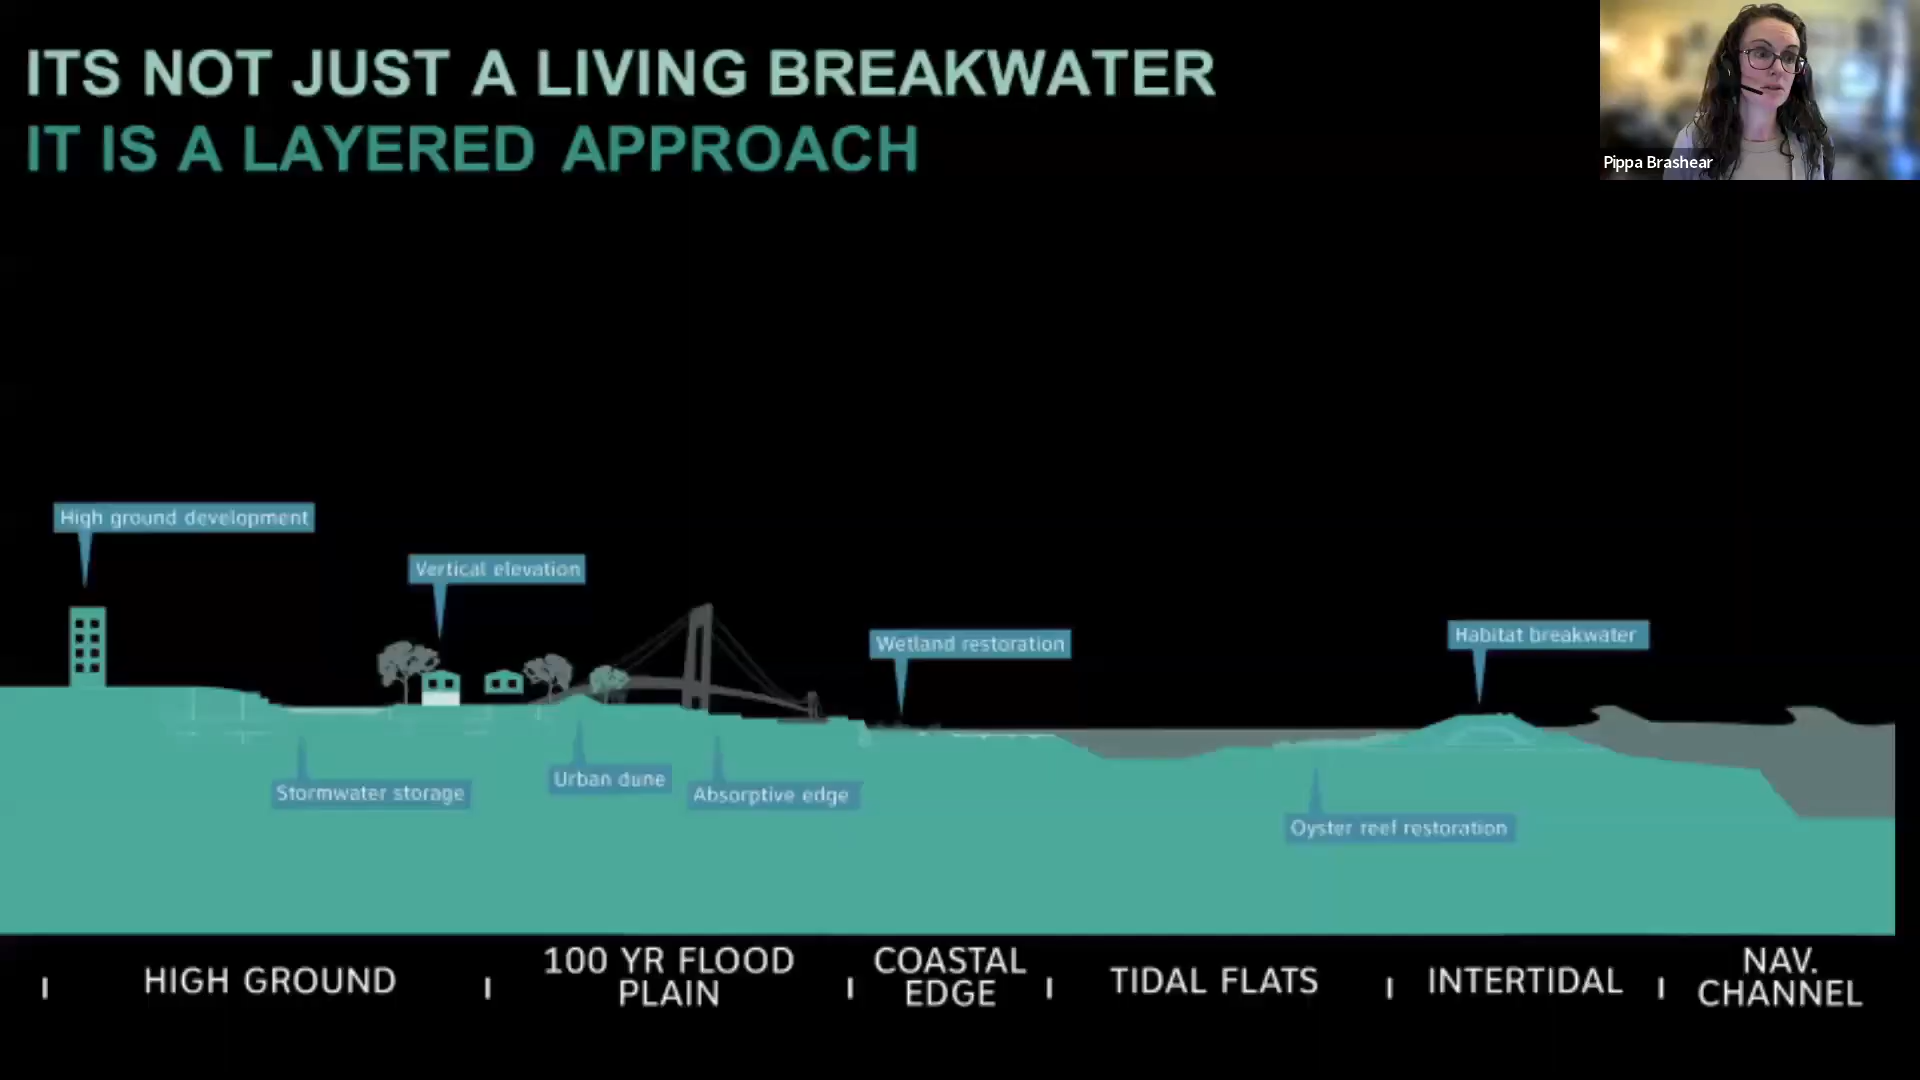 ITS NOT JUST A LIVING BREAKWATER
IT IS A LAYERED APPROACH
Pippa Brashear
High ground development
Vertical elevation
Wetland restoration
Habitat breakwater
Stormwater storage
Urban dune
Absorptive edge
Oyster reef restoration
HIGH GROUND
100 YR FLOOD
PLAIN
COASTAL
EDGE
TIDAL FLATS
INTERTIDAL
NAV.
CHANNEL